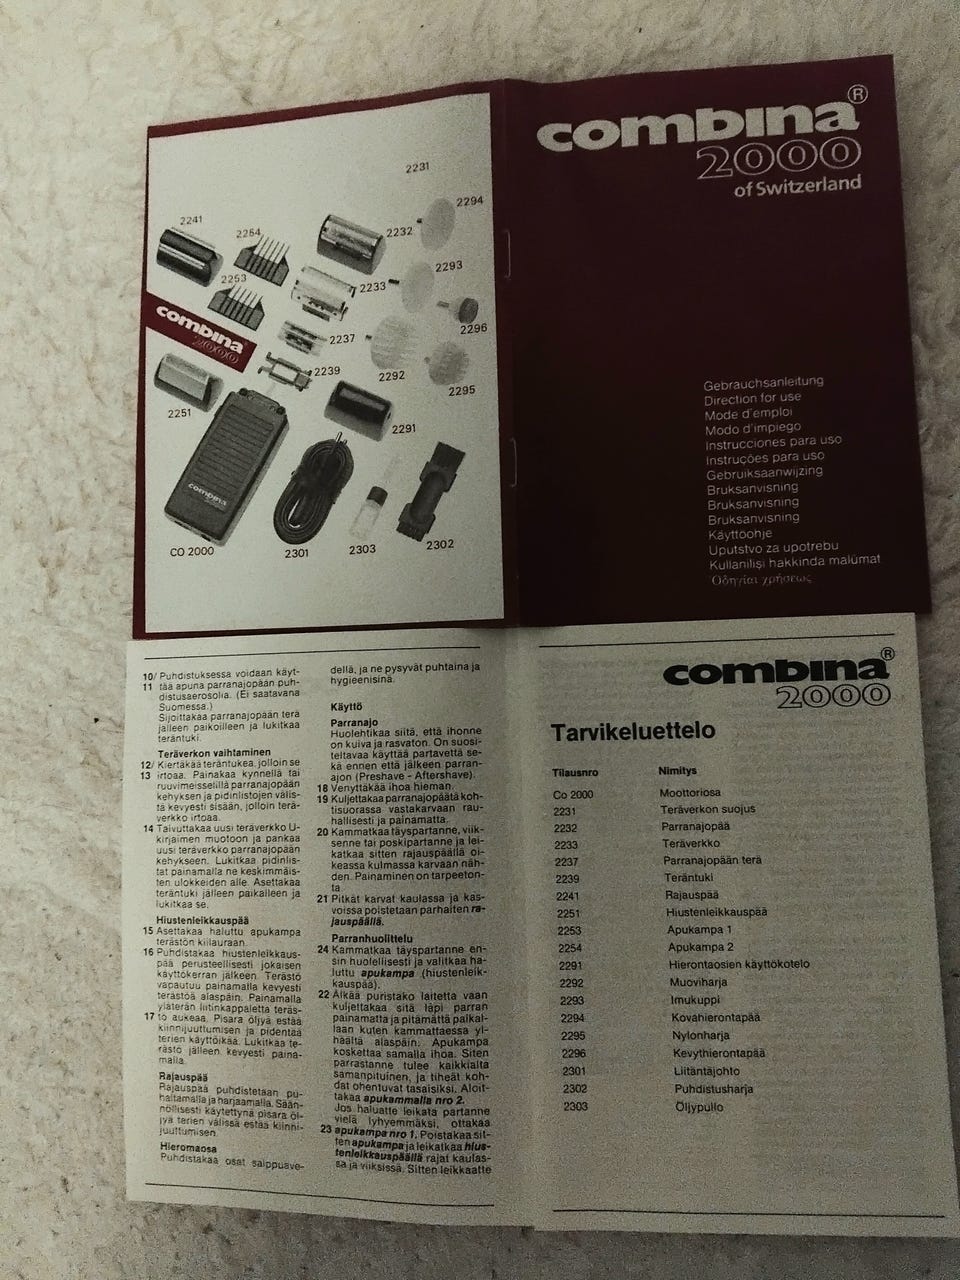 combina®
2000
of Switzerland
Gebrauchsanleitung
Direction for use
Mode d'emploi
Modo d'impiego
Instrucciones para uso
Instruções para uso
Gebruiksaanwijzing
Bruksanvisning
Bruksanvisning
Bruksanvisning
Käyttöohje
Uputstvo za upotrebu
Kullanilişi hakkinda malümat
Ὁδηγίαι χρήσεως
2231
2294
2241
2264
2232
2293
2253
2233
2296
combina®
2000
2237
2239
2292
2295
2251
2291
combina
2000
CO 2000
2301
2303
2302
10/ Puhdistuksessa voidaan käyt-
11 tää apuna parranajopään puh-
distusaerosolia. (Ei saatavana
Suomessa.)
Sijoittakaa parranajopään terä
jälleen paikoilleen ja lukitkaa
teräntuki.
Teräverkon vaihtaminen
12/ Kiertäkää teräntukea, jolloin se
13 irtoaa. Painakaa kynnellä tai
ruuvimeisselillä parranajopään
kehyksen ja pidinlistojen välis-
tä kevyesti sisään, jolloin terä-
verkko irtoaa.
14 Taivuttakaa uusi teräverkko U-
kirjaimen muotoon ja pankaa
uusi teräverkko parranajopään
kehykseen. Lukitkaa pidinlis-
tat painamalla ne keskimmäis-
ten ulokkeiden alle. Asettakaa
teräntuki jälleen paikalleen ja
lukitkaa se.
Hiustenleikkauspää
15 Asettakaa haluttu apukampa
terästön kiilauraan.
16 Puhdistakaa hiustenleikkaus-
pää perusteellisesti jokaisen
käyttökerran jälkeen. Terästö
vapautuu painamalla kevyesti
terästöä alaspäin. Painamalla
yläterän liitinkappaletta teräs-
17 tö aukeaa. Pisara öljyä estää
kiinnijuuttumisen ja pidentää
terien käyttöikää. Lukitkaa te-
rästö jälleen kevyesti paina-
malla.
Rajauspää
Rajauspää puhdistetaan pu-
haltamalla ja harjaamalla. Sään-
nöllisesti käytettynä pisara öl-
jyä terien välissä estää kiinni-
juuttumisen.
Hieromaosa
Puhdistakaa osat saippuave-
dellä, ja ne pysyvät puhtaina ja
hygieenisinä.
Käyttö
Parranajo
Huolehtikaa siitä, että ihonne
on kuiva ja rasvaton. On suosi-
teltavaa käyttää partavettä se-
kä ennen että jälkeen parran-
ajon (Preshave - Aftershave).
18 Venyttäkää ihoa hieman.
19 Kuljettakaa parranajopäätä koh-
tisuorassa vastakarvaan rau-
hallisesti ja painamatta.
20 Kammatkaa täyspartanne, viik-
senne tai poskipartanne ja lei-
katkaa sitten rajauspäällä oi-
keassa kulmassa karvaan näh-
den. Painaminen on tarpeeton-
ta
21 Pitkät karvat kaulassa ja kas-
voissa poistetaan parhaiten ra-
jauspäällä.
Parranhuolittelu
24 Kammatkaa täyspartanne en-
sin huolellisesti ja valitkaa ha-
luttu apukampa (hiustenleik-
kauspää).
22 Älkää puristako laitetta vaan
kuljettakaa sitä läpi parran
painamatta ja pitämättä paikal-
laan kuten kammattaessa yl-
häältä alaspäin. Apukampa
koskettaa samalla ihoa. Siten
parrastanne tulee kaikkialta
samanpituinen, ja tiheät koh-
dat ohentuvat tasaisiksi. Aloit-
takaa apukammalla nro 2.
Jos haluatte leikata partanne
vielä lyhyemmäksi, ottakaa
23 apukampa nro 1. Poistakaa sit-
ten apukampa ja leikatkaa hius-
tenleikkauspäällä rajat kaulas-
sa ja viiksissä. Sitten leikkaatte
combina®
2000
Tarvikeluettelo
Tilausnro Nimitys
Co 2000 Moottoriosa
2231 Teräverkon suojus
2232 Parranajopää
2233 Teräverkko
2237 Parranajopään terä
2239 Teräntuki
2241 Rajauspää
2251 Hiustenleikkauspää
2253 Apukampa 1
2254 Apukampa 2
2291 Hierontaosien käyttökotelo
2292 Muoviharja
2293 Imukuppi
2294 Kovahierontapää
2295 Nylonharja
2296 Kevythierontapää
2301 Liitäntäjohto
2302 Puhdistusharja
2303 Öljypullo